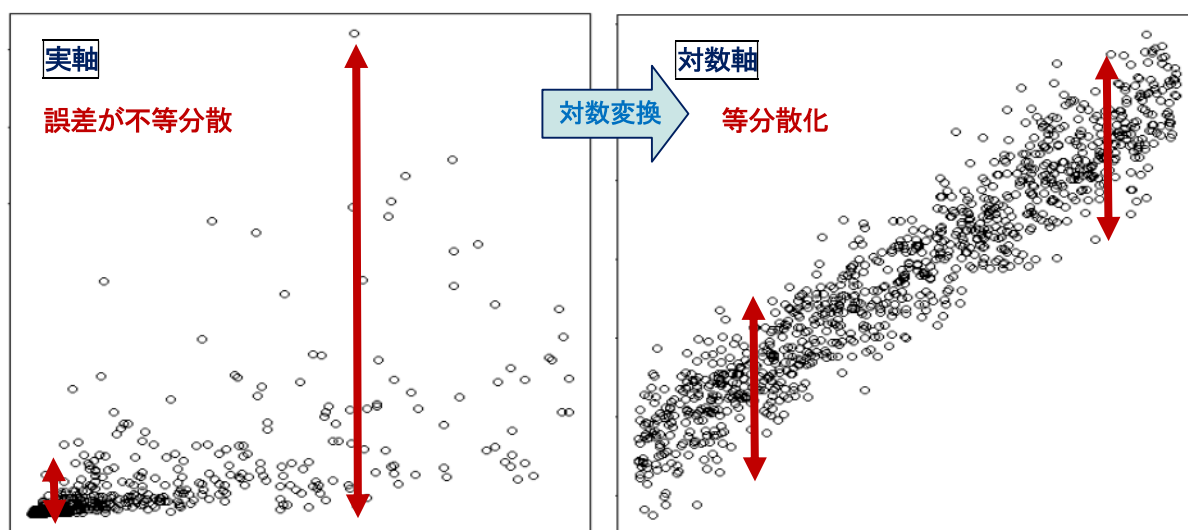 実軸
誤差が不等分散
対数変換
対数軸
等分散化